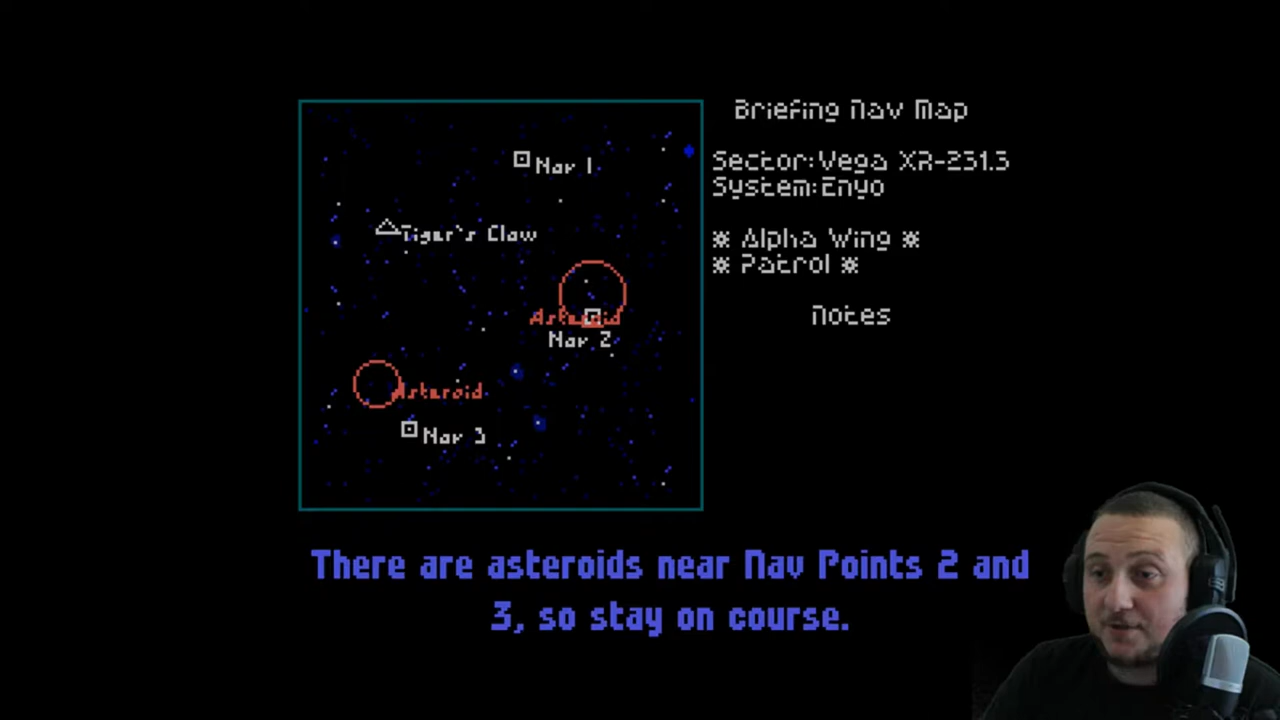 Briefing Nav Map
Sector:Vega XR-231.3
System:Enyo
* Alpha Wing *
* Patrol *
Notes
Nav 1
Tiger's Claw
Asteroid
Nav 2
Asteroid
Nav 3
There are asteroids near Nav Points 2 and
3, so stay on course.